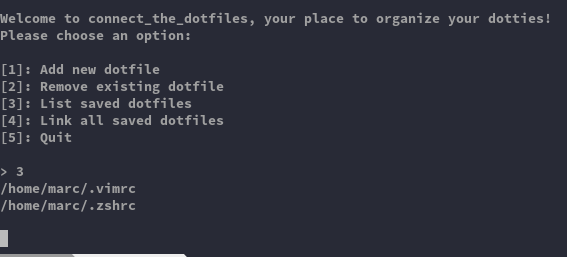 Welcome to connect_the_dotfiles, your place to organize your dotties!
Please choose an option:
[1]: Add new dotfile
[2]: Remove existing dotfile
[3]: List saved dotfiles
[4]: Link all saved dotfiles
[5]: Quit
> 3
/home/marc/.vimrc
/home/marc/.zshrc